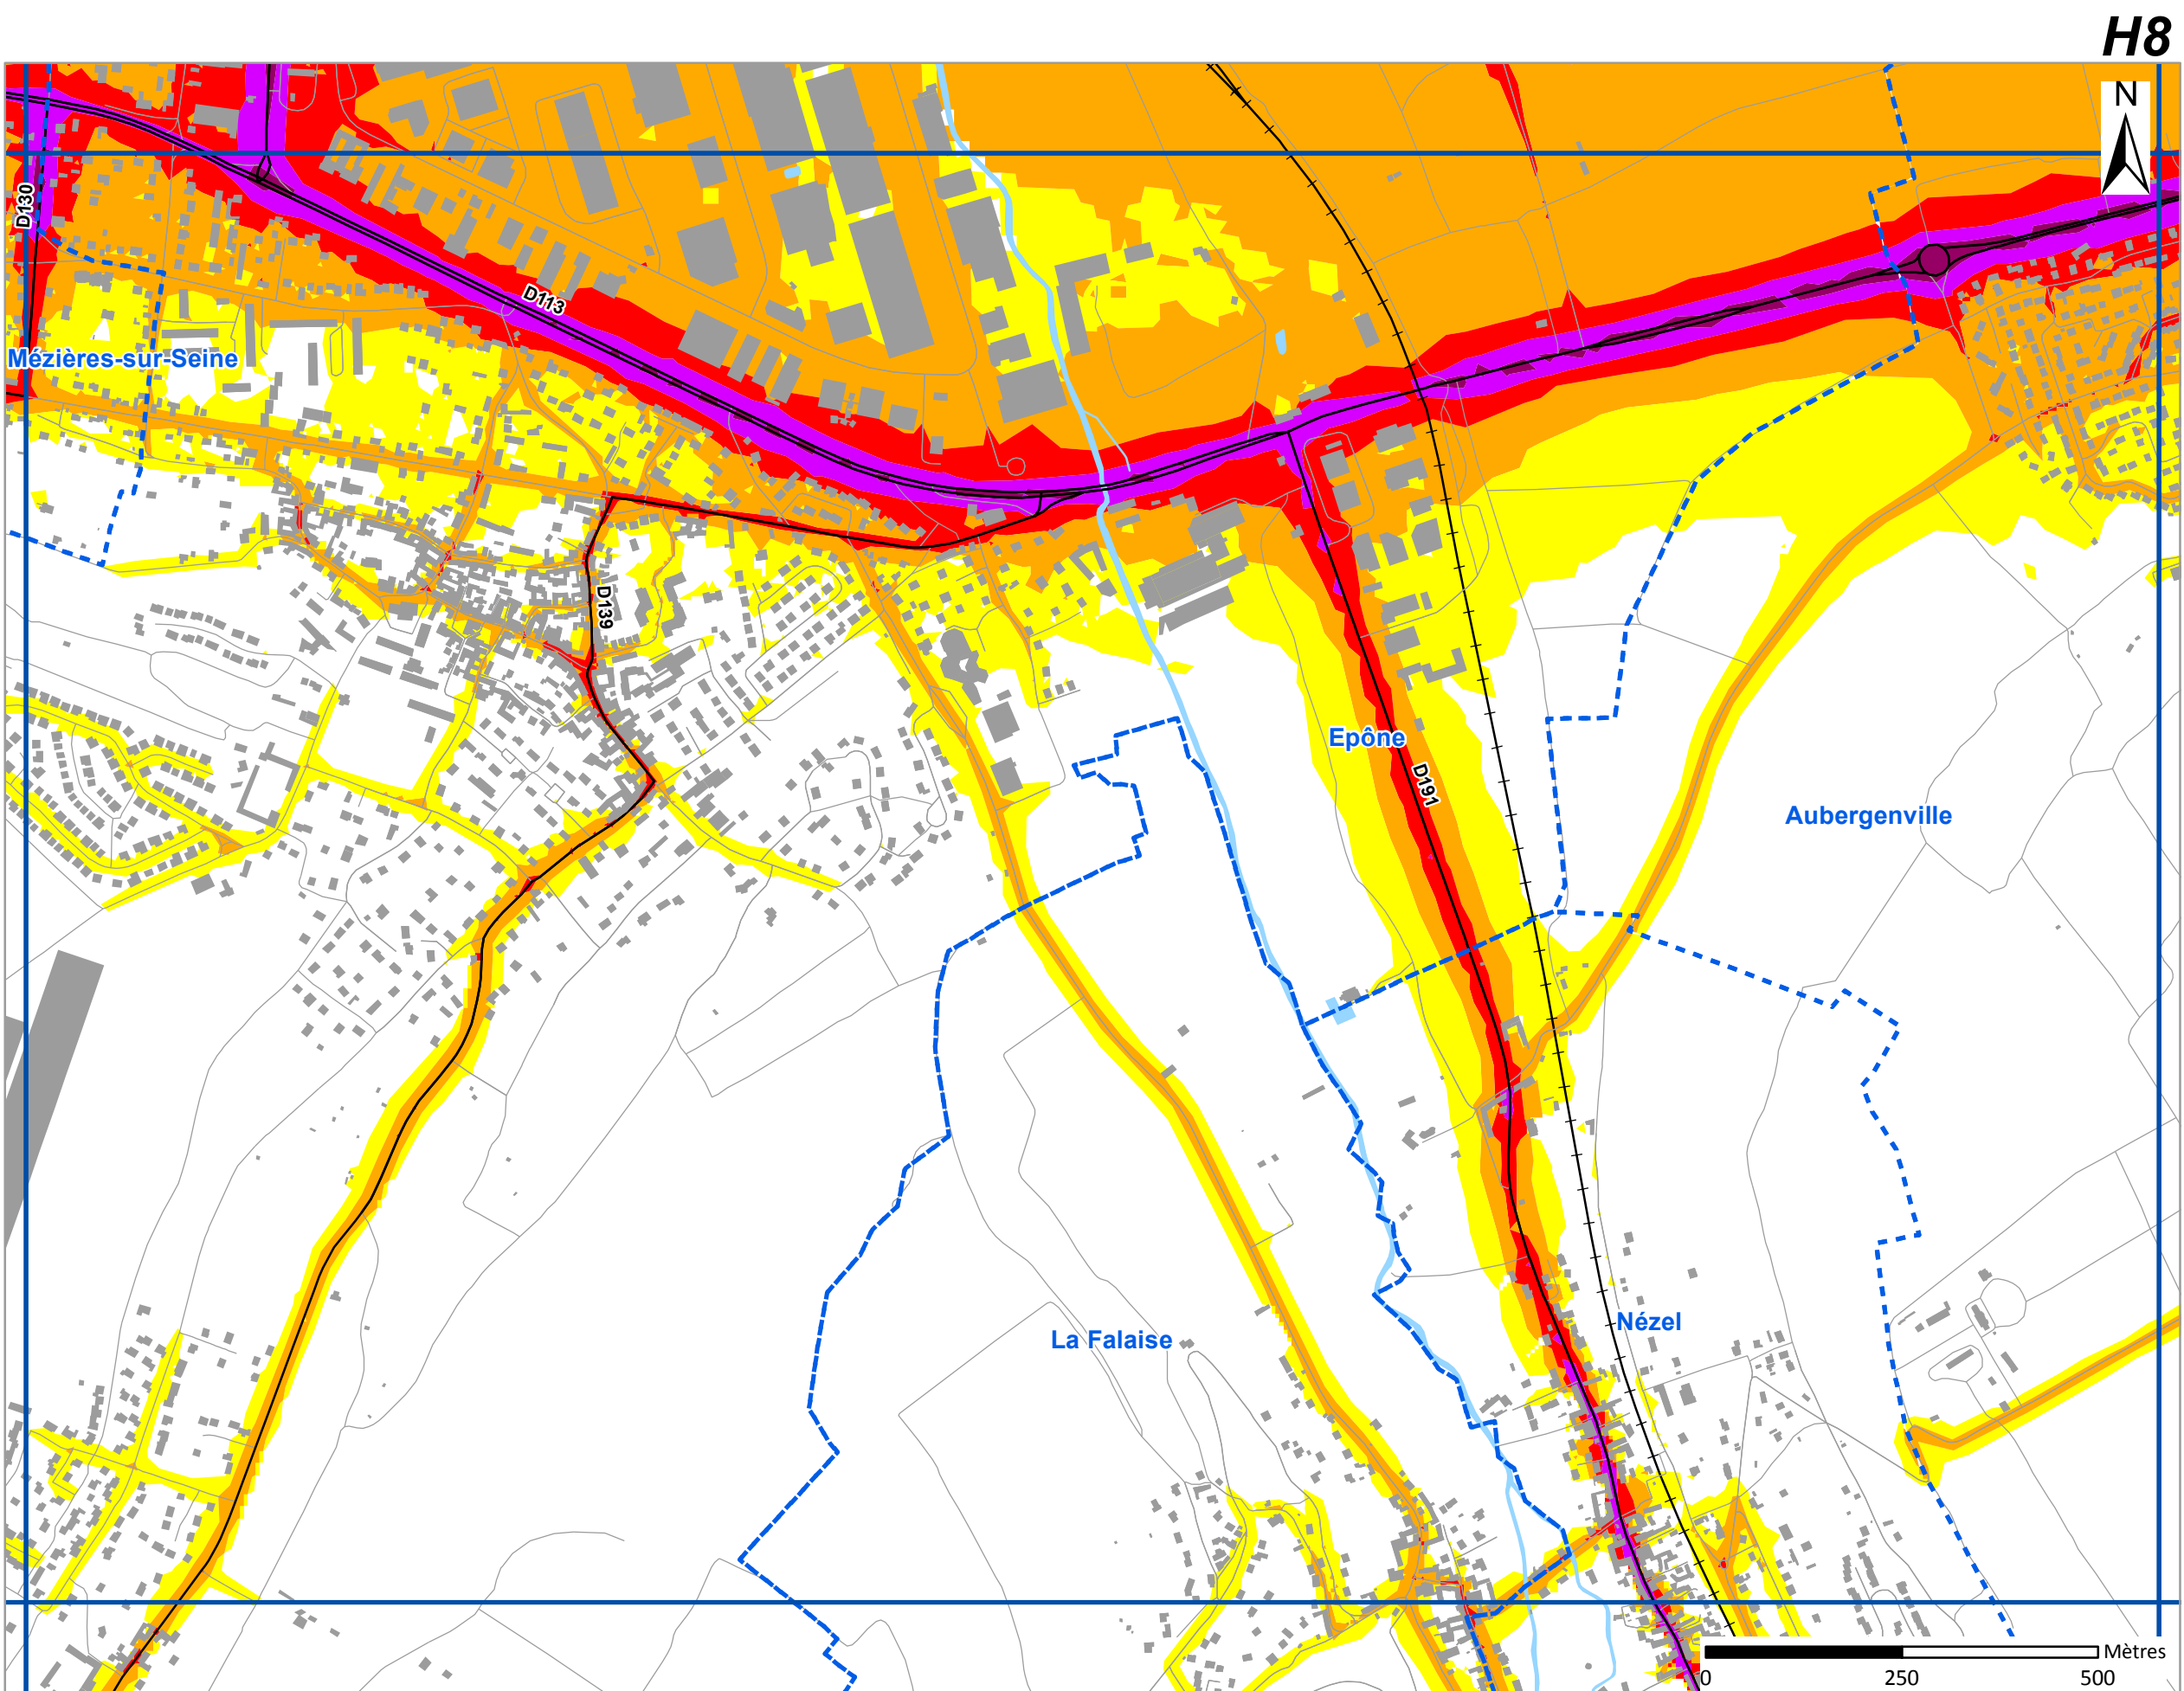 H8
N
D130
D113
Mézières-sur-Seine
D139
Epône
D191
Aubergenville
Nézel
La Falaise
Mètres
0 250 500